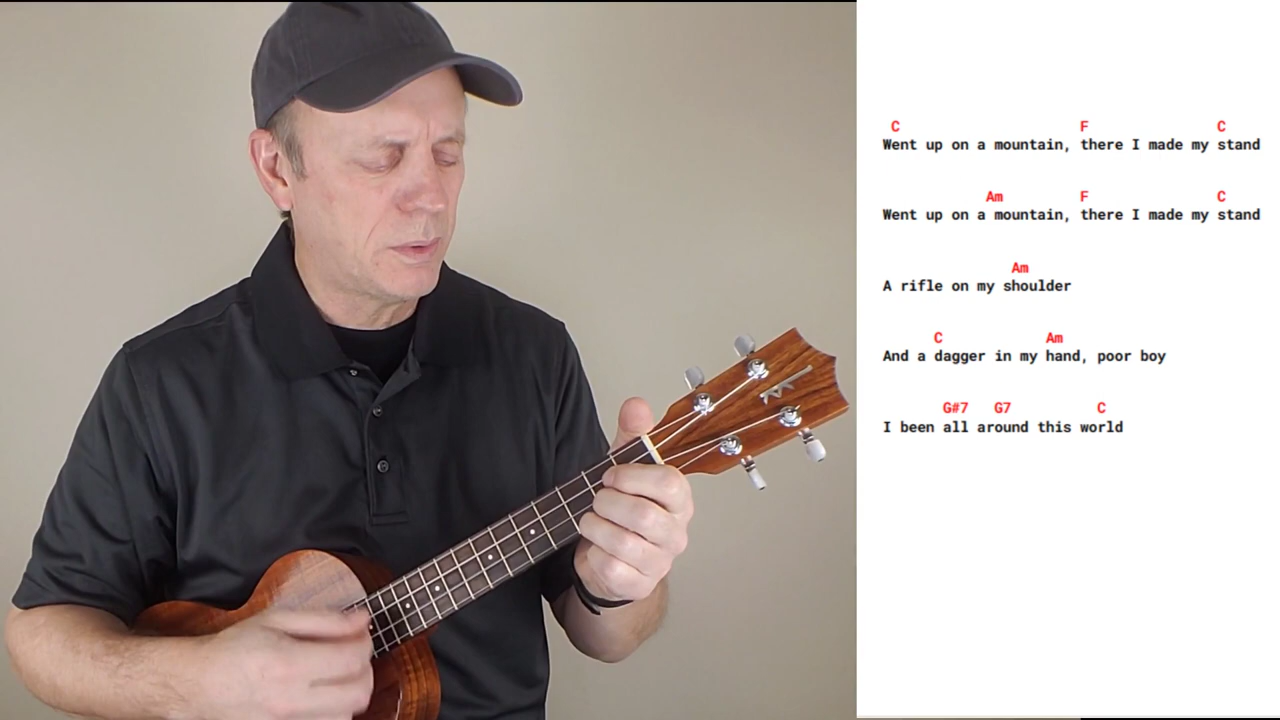 C F C
Went up on a mountain, there I made my stand
Am F C
Went up on a mountain, there I made my stand
Am
A rifle on my shoulder
C Am
And a dagger in my hand, poor boy
G#7 G7 C
I been all around this world